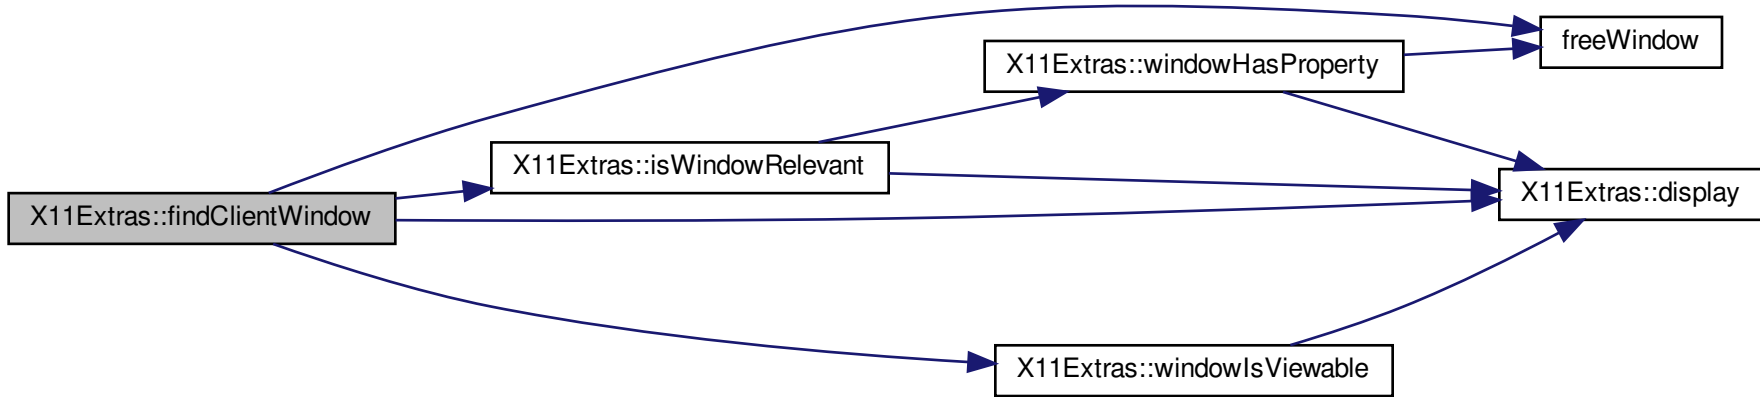 freeWindow
X11Extras::windowHasProperty
X11Extras::isWindowRelevant
X11Extras::display
X11Extras::findClientWindow
X11Extras::windowIsViewable